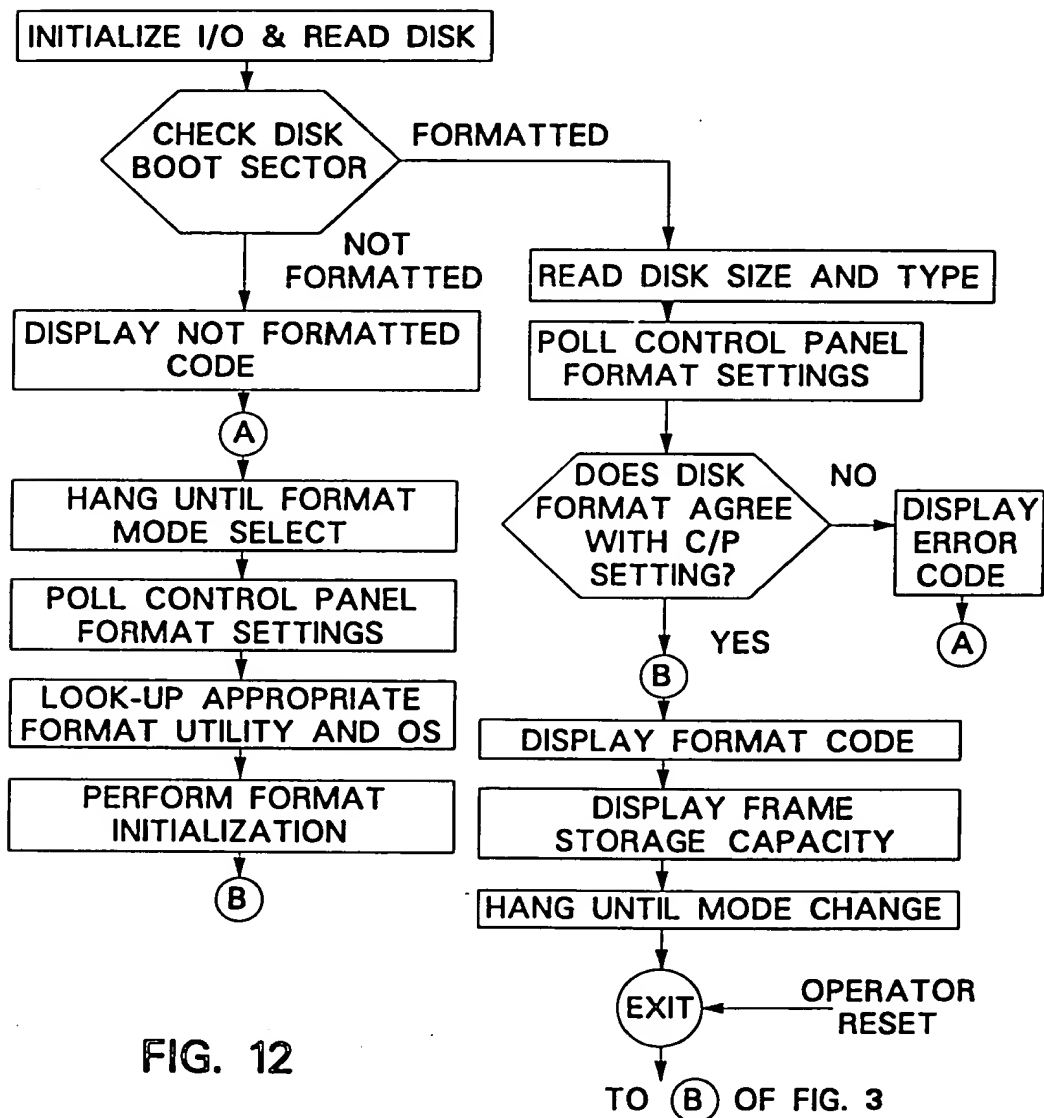 INITIALIZE I/O & READ DISK
CHECK DISK
BOOT SECTOR
FORMATTED
NOT
FORMATTED
DISPLAY NOT FORMATTED
CODE
A
HANG UNTIL FORMAT
MODE SELECT
POLL CONTROL PANEL
FORMAT SETTINGS
LOOK-UP APPROPRIATE
FORMAT UTILITY AND OS
PERFORM FORMAT
INITIALIZATION
B
READ DISK SIZE AND TYPE
POLL CONTROL PANEL
FORMAT SETTINGS
DOES DISK
FORMAT AGREE
WITH C/P
SETTING?
NO
DISPLAY
ERROR
CODE
A
YES
B
DISPLAY FORMAT CODE
DISPLAY FRAME
STORAGE CAPACITY
HANG UNTIL MODE CHANGE
EXIT
OPERATOR
RESET
TO B OF FIG. 3
FIG. 12